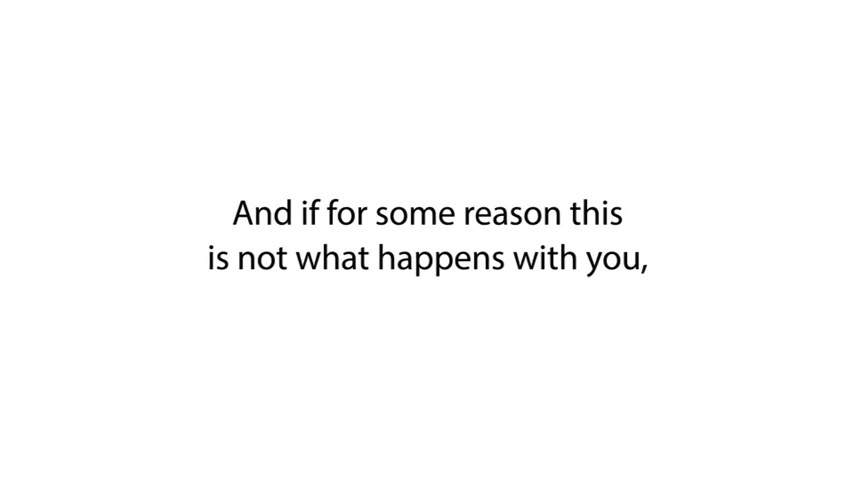 And if for some reason this
is not what happens with you,